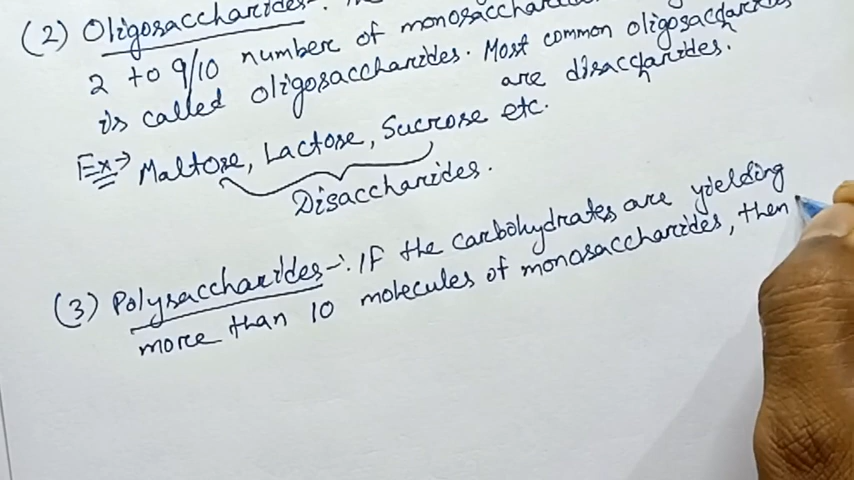 (2) Oligosaccharides -:
2 to 9/10 number of
is called oligosaccharides. Most common oligosaccharides
are disaccharides.
Ex→ Maltose, Lactose, Sucrose etc.
Disaccharides.
(3) Polysaccharides -: If the carbohydrates are yielding
more than 10 molecules of monosaccharides, then